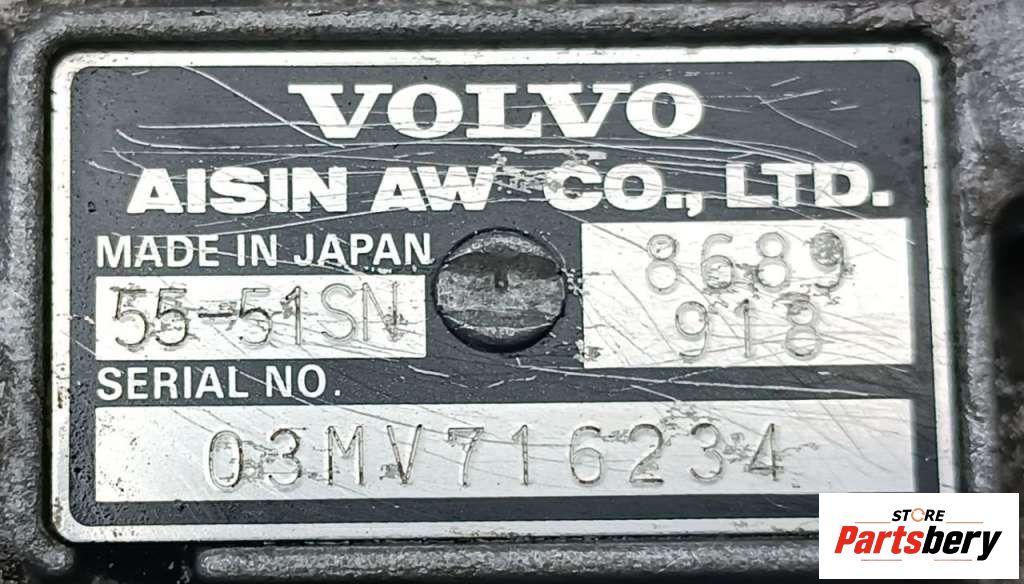 VOLVO
AISIN AW CO., LTD.
MADE IN JAPAN
55-51SN
8689
918
SERIAL NO.
03MV716234
STORE
Partsbery